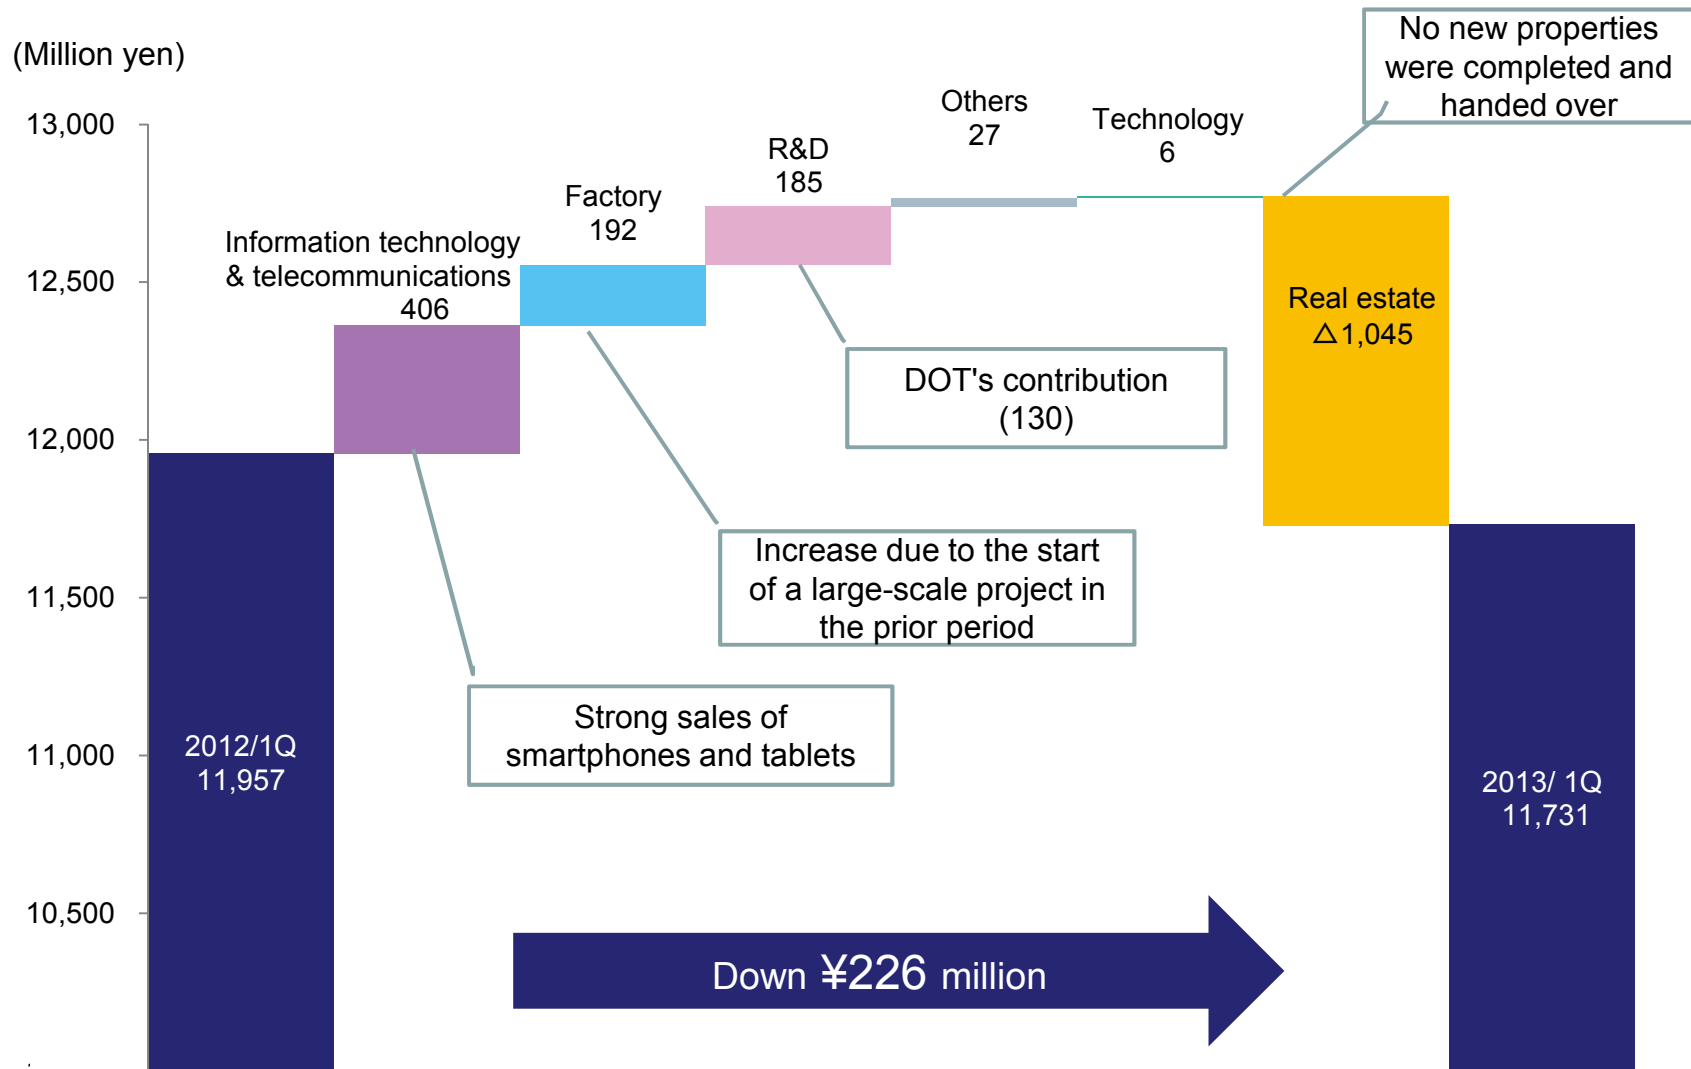 (Million yen)
No new properties
were completed and
handed over
13,000
12,500
12,000
11,500
11,000
10,500
Information technology
& telecommunications
406
Factory
192
R&D
185
Others
27
Technology
6
Real estate
△1,045
DOT's contribution
(130)
Increase due to the start
of a large-scale project in
the prior period
Strong sales of
smartphones and tablets
2012/1Q
11,957
2013/ 1Q
11,731
Down ¥226 million